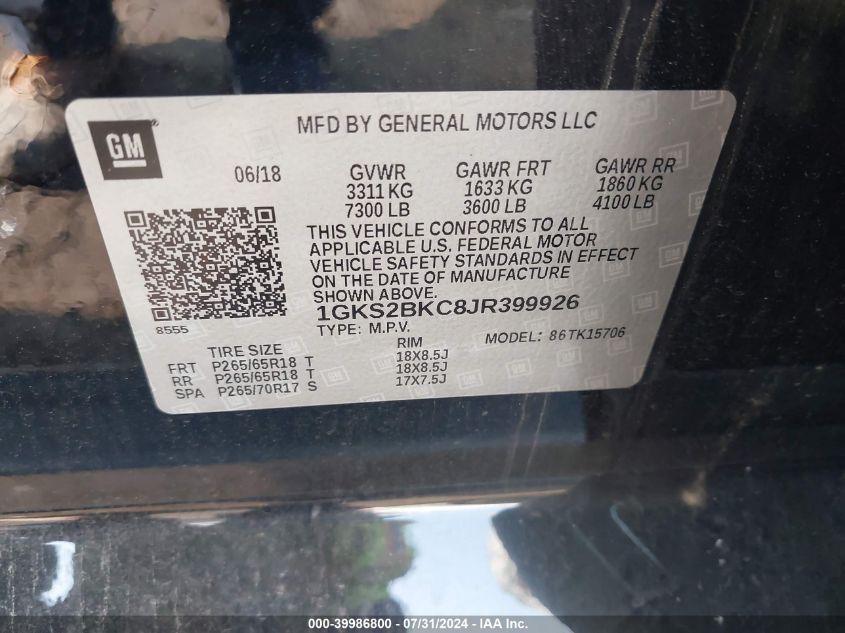 GM
MFD BY GENERAL MOTORS LLC
06/18
GVWR GAWR FRT GAWR RR
3311 KG 1633 KG 1860 KG
7300 LB 3600 LB 4100 LB
THIS VEHICLE CONFORMS TO ALL
APPLICABLE U.S. FEDERAL MOTOR
VEHICLE SAFETY STANDARDS IN EFFECT
ON THE DATE OF MANUFACTURE
SHOWN ABOVE.
1GKS2BKC8JR399926
8555
TYPE: M.P.V. MODEL: 86TK15706
TIRE SIZE RIM
FRT P265/65R18 T 18X8.5J
RR P265/65R18 T 18X8.5J
SPA P265/70R17 S 17X7.5J
000-39986800 - 07/31/2024 - IAA Inc.